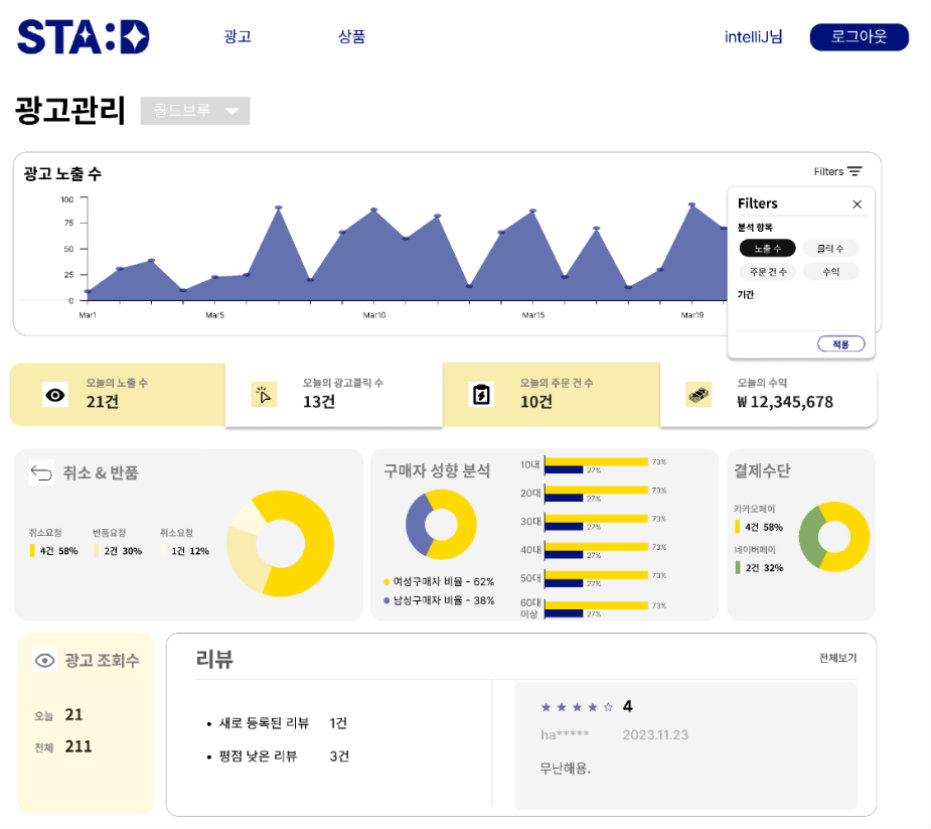 STA:D
광고 상품 intelliJ님 로그아웃
광고관리 콜드브루
광고 노출 수 Filters
100
75
50
25
0
Mar1 Mar5 Mar10 Mar15 Mar19
Filters
분석 항목
노출 수 클릭 수
주문 건 수 수익
기간
적용
오늘의 노출 수
21건
오늘의 광고클릭 수
13건
오늘의 주문 건 수
10건
오늘의 수익
₩ 12,345,678
취소 & 반품
취소요청 반품요청 취소요청
4건 58% 2건 30% 1건 12%
구매자 성향 분석
여성구매자 비율 - 62%
남성구매자 비율 - 38%
10대 73%
27%
20대 73%
27%
30대 73%
27%
40대 73%
27%
50대 73%
27%
60대 73%
이상 27%
결제수단
카카오페이
4건 58%
네이버페이
2건 32%
광고 조회수
오늘 21
전체 211
리뷰 전체보기
• 새로 등록된 리뷰 1건
• 평점 낮은 리뷰 3건
★ ★ ★ ★ ☆ 4
ha***** 2023.11.23
무난해용.